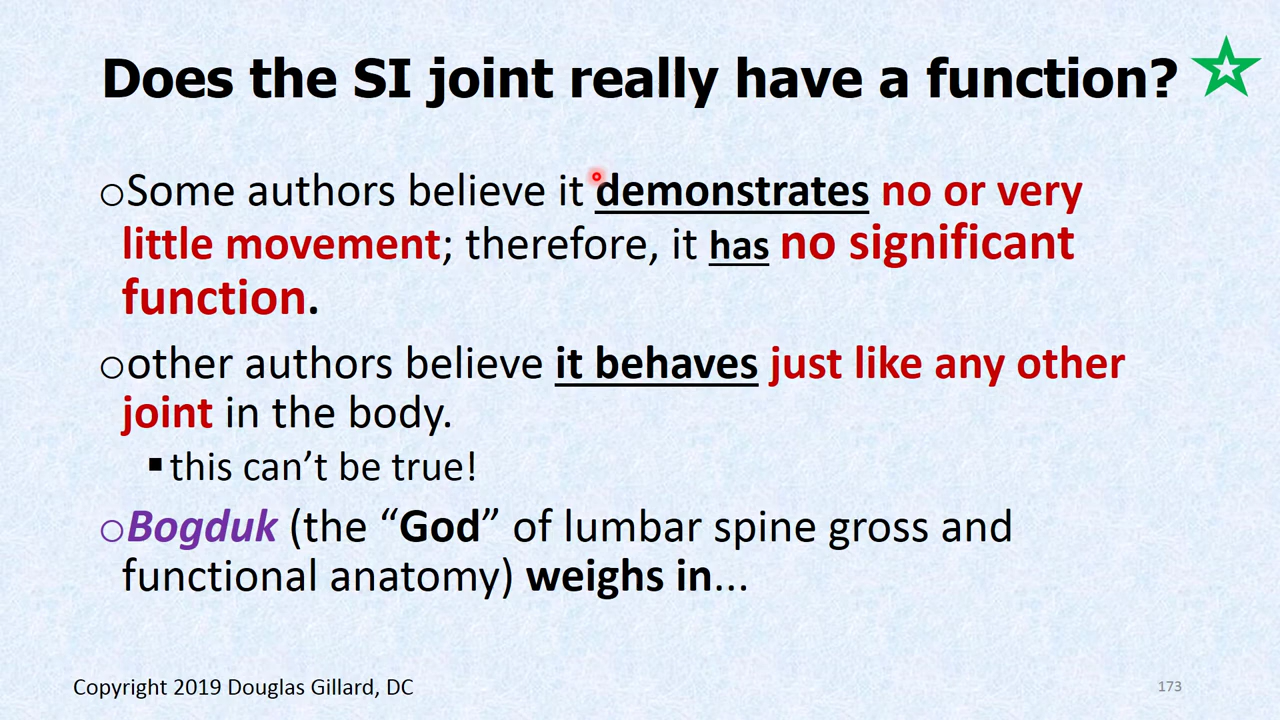 Does the SI joint really have a function?
oSome authors believe it demonstrates no or very
little movement; therefore, it has no significant
function.
oother authors believe it behaves just like any other
joint in the body.
▪this can’t be true!
oBogduk (the “God” of lumbar spine gross and
functional anatomy) weighs in...
Copyright 2019 Douglas Gillard, DC
173